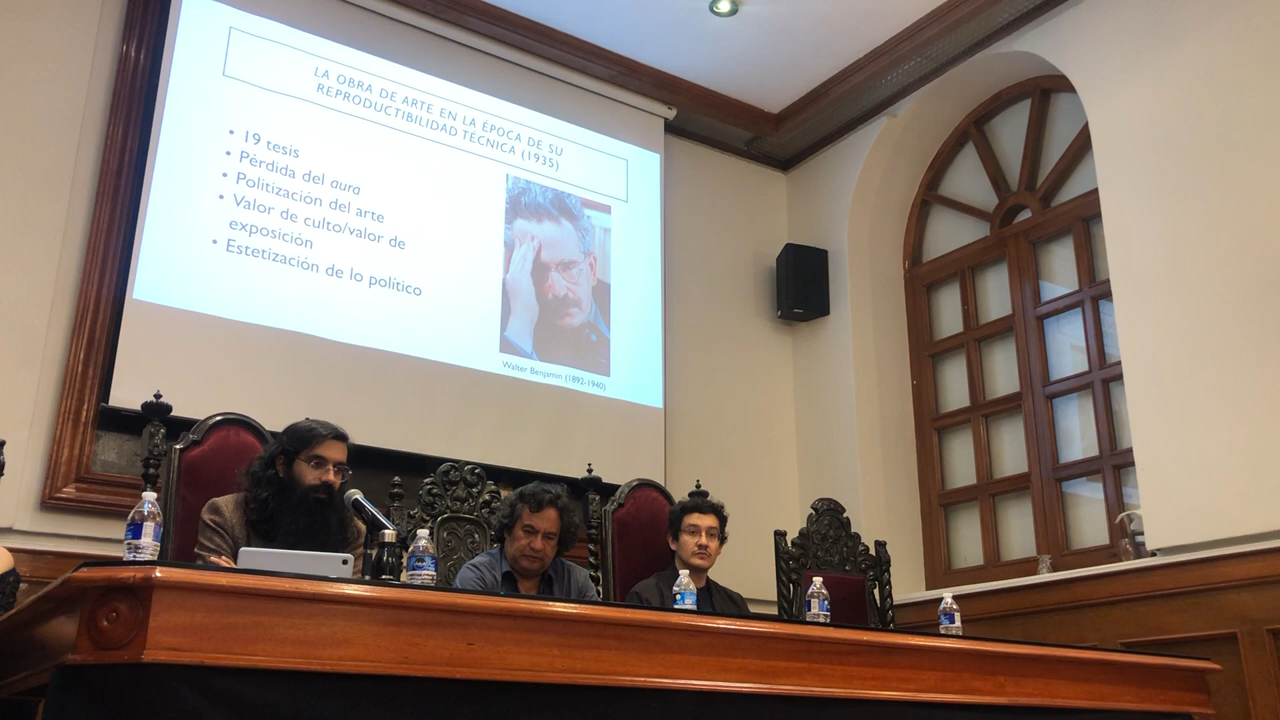 LA OBRA DE ARTE EN LA ÉPOCA DE SU
REPRODUCTIBILIDAD TÉCNICA (1935)
• 19 tesis
• Pérdida del aura
• Politización del arte
• Valor de culto/valor de
exposición
• Estetización de lo político
Walter Benjamin (1892-1940)